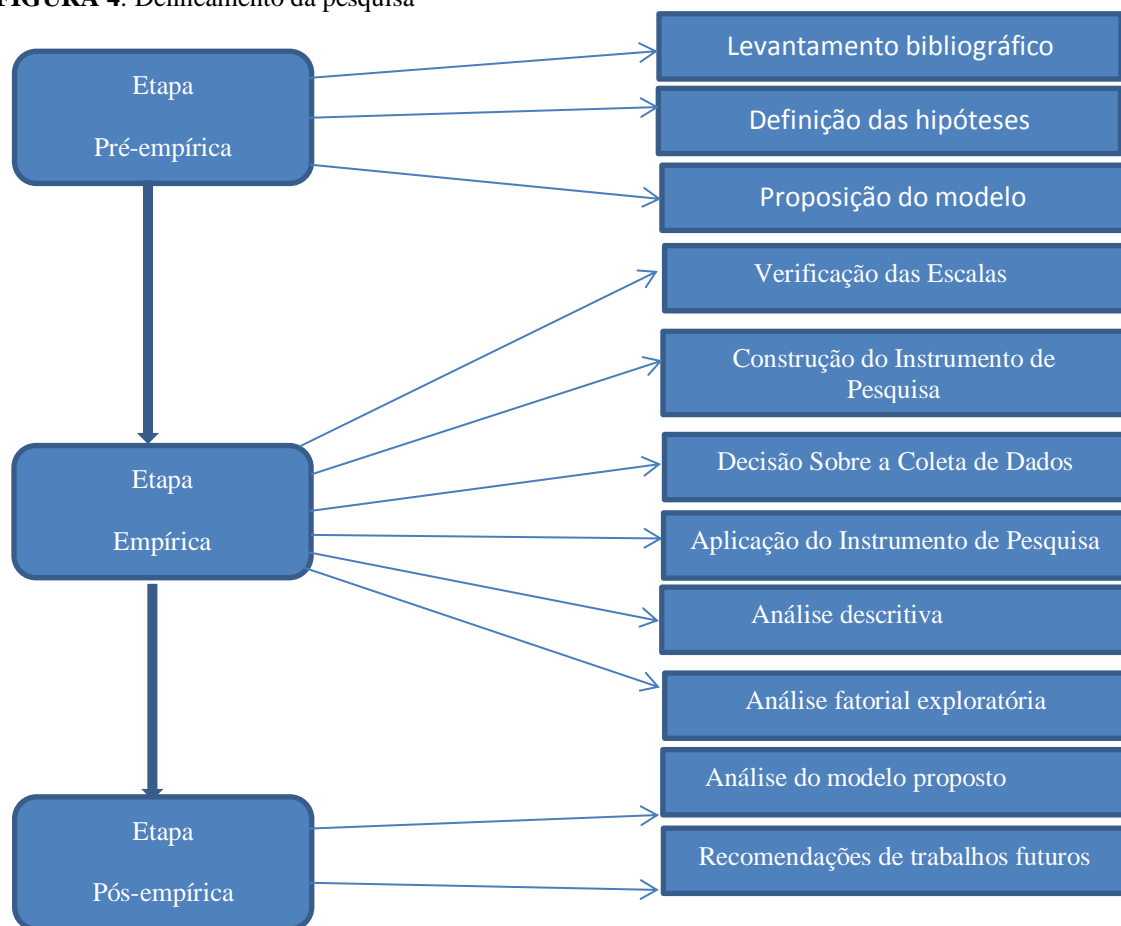 FIGURA 4: Delineamento da pesquisa
Etapa
Pré-empírica
Levantamento bibliográfico
Definição das hipóteses
Proposição do modelo
Etapa
Empírica
Verificação das Escalas
Construção do Instrumento de
Pesquisa
Decisão Sobre a Coleta de Dados
Aplicação do Instrumento de Pesquisa
Análise descritiva
Análise fatorial exploratória
Etapa
Pós-empírica
Análise do modelo proposto
Recomendações de trabalhos futuros